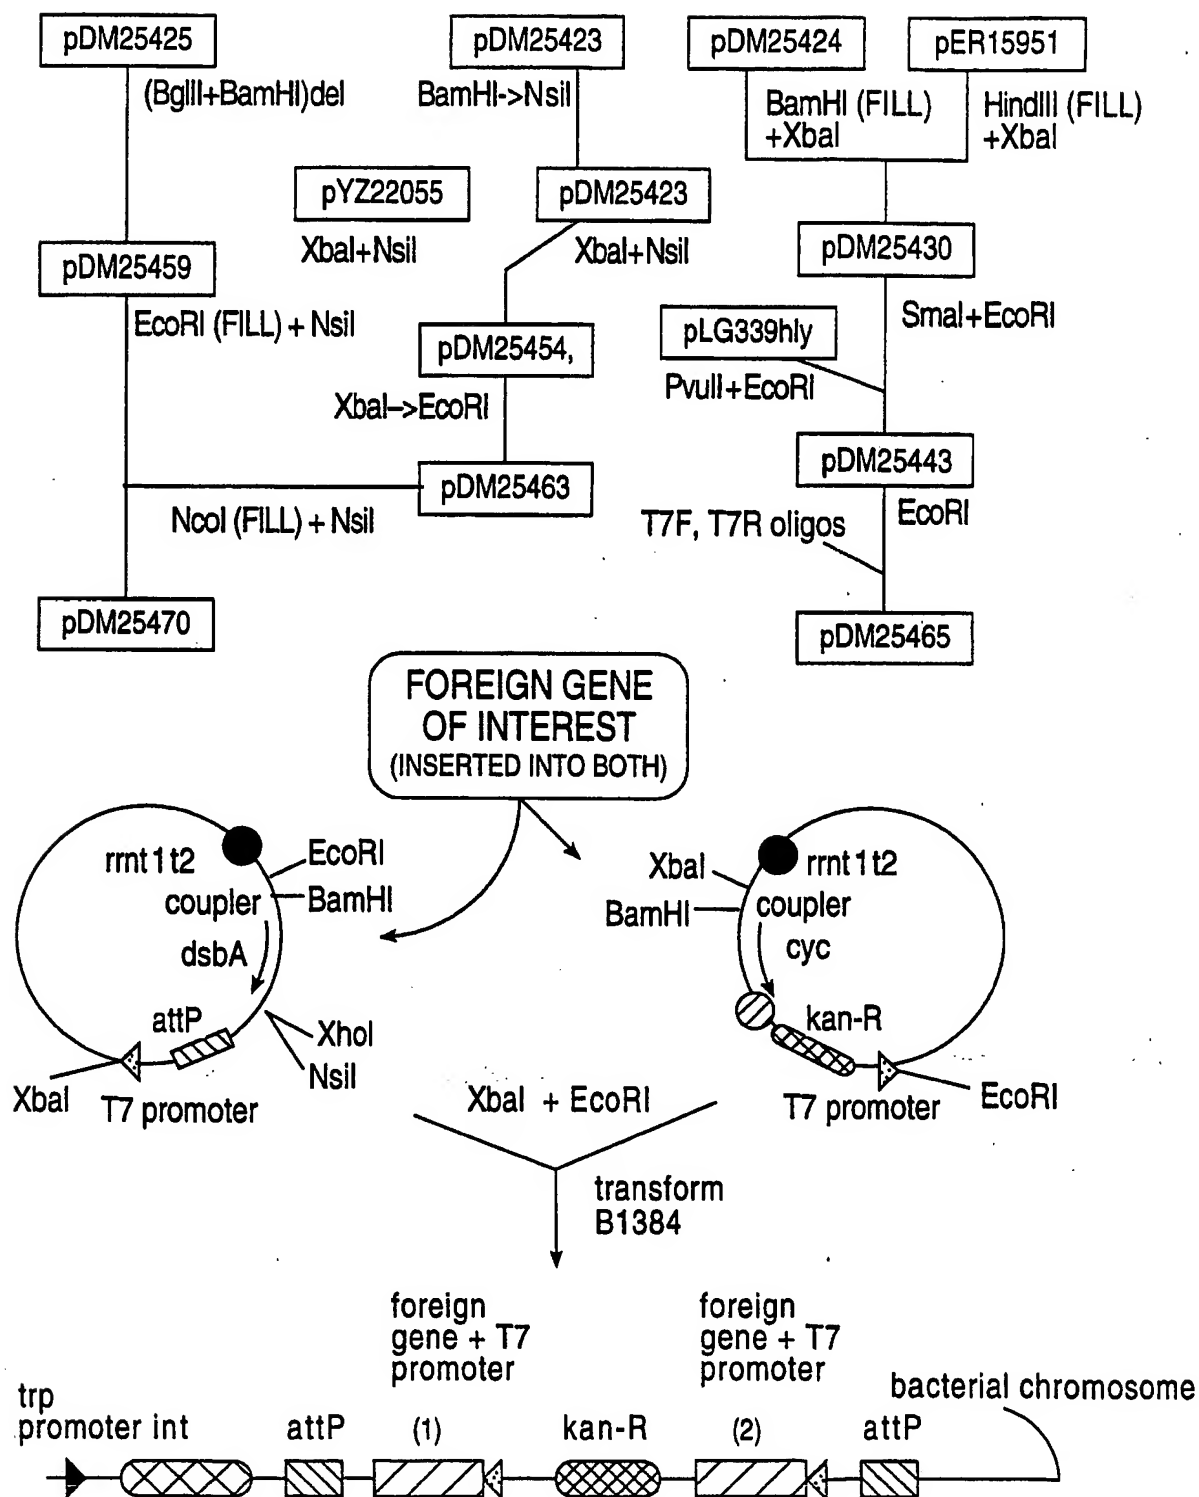 pDM25425
pDM25423
pDM25424
pER15951
(BglII+BamHI)del
BamHI->NsiI
BamHI (FILL)
+XbaI
HindIII (FILL)
+XbaI
pYZ22055
pDM25423
XbaI+NsiI
XbaI+NsiI
pDM25459
pDM25430
EcoRI (FILL) + NsiI
pDM25454,
pLG339hly
SmaI+EcoRI
XbaI->EcoRI
PvuII+EcoRI
pDM25463
pDM25443
NcoI (FILL) + NsiI
T7F, T7R oligos
EcoRI
pDM25470
pDM25465
FOREIGN GENE
OF INTEREST
(INSERTED INTO BOTH)
rrnt1t2
EcoRI
coupler
BamHI
dsbA
attP
XhoI
NsiI
XbaI
T7 promoter
XbaI
rrnt1t2
BamHI
coupler
cyc
kan-R
T7 promoter
EcoRI
XbaI + EcoRI
transform
B1384
foreign
gene + T7
promoter
foreign
gene + T7
promoter
bacterial chromosome
trp
promoter int
attP
(1)
kan-R
(2)
attP